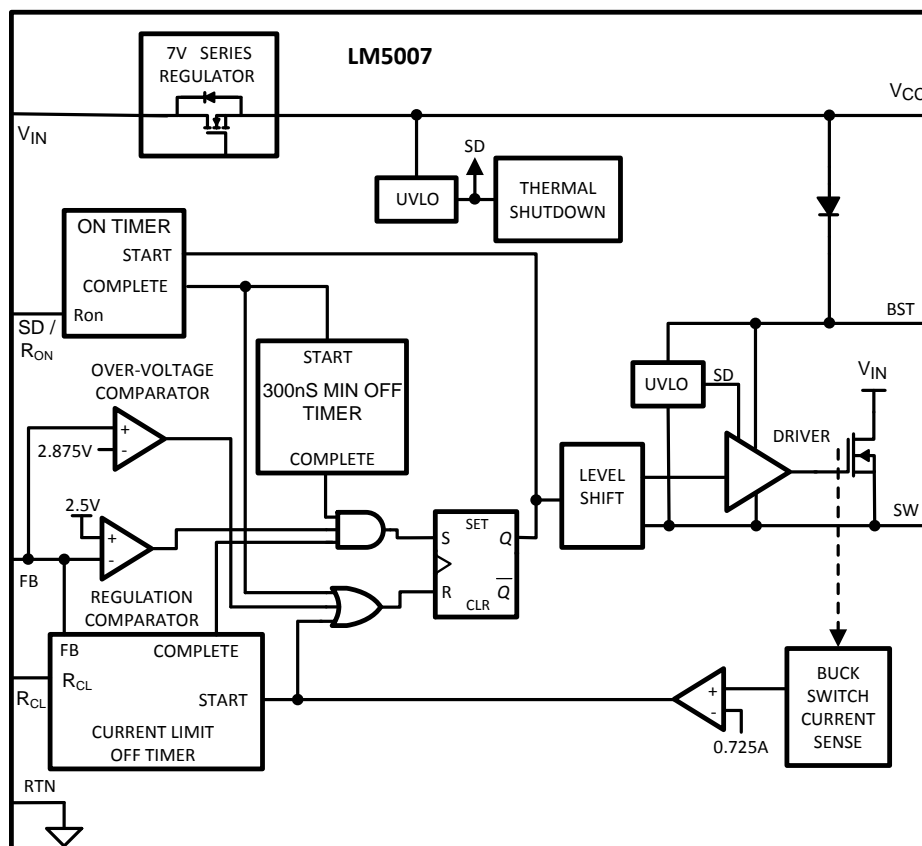 7V SERIES
REGULATOR
LM5007
VCC
VIN
SD
UVLO
THERMAL
SHUTDOWN
ON TIMER
START
COMPLETE
Ron
SD /
RON
BST
OVER-VOLTAGE
COMPARATOR
START
300nS MIN OFF
TIMER
COMPLETE
UVLO
SD
VIN
+
-
2.875V
DRIVER
LEVEL
SHIFT
2.5V
+
-
SET
S
Q
R
Q
CLR
SW
FB
REGULATION
COMPARATOR
FB
COMPLETE
RCL
RCL
START
CURRENT LIMIT
OFF TIMER
+
-
0.725A
BUCK
SWITCH
CURRENT
SENSE
RTN